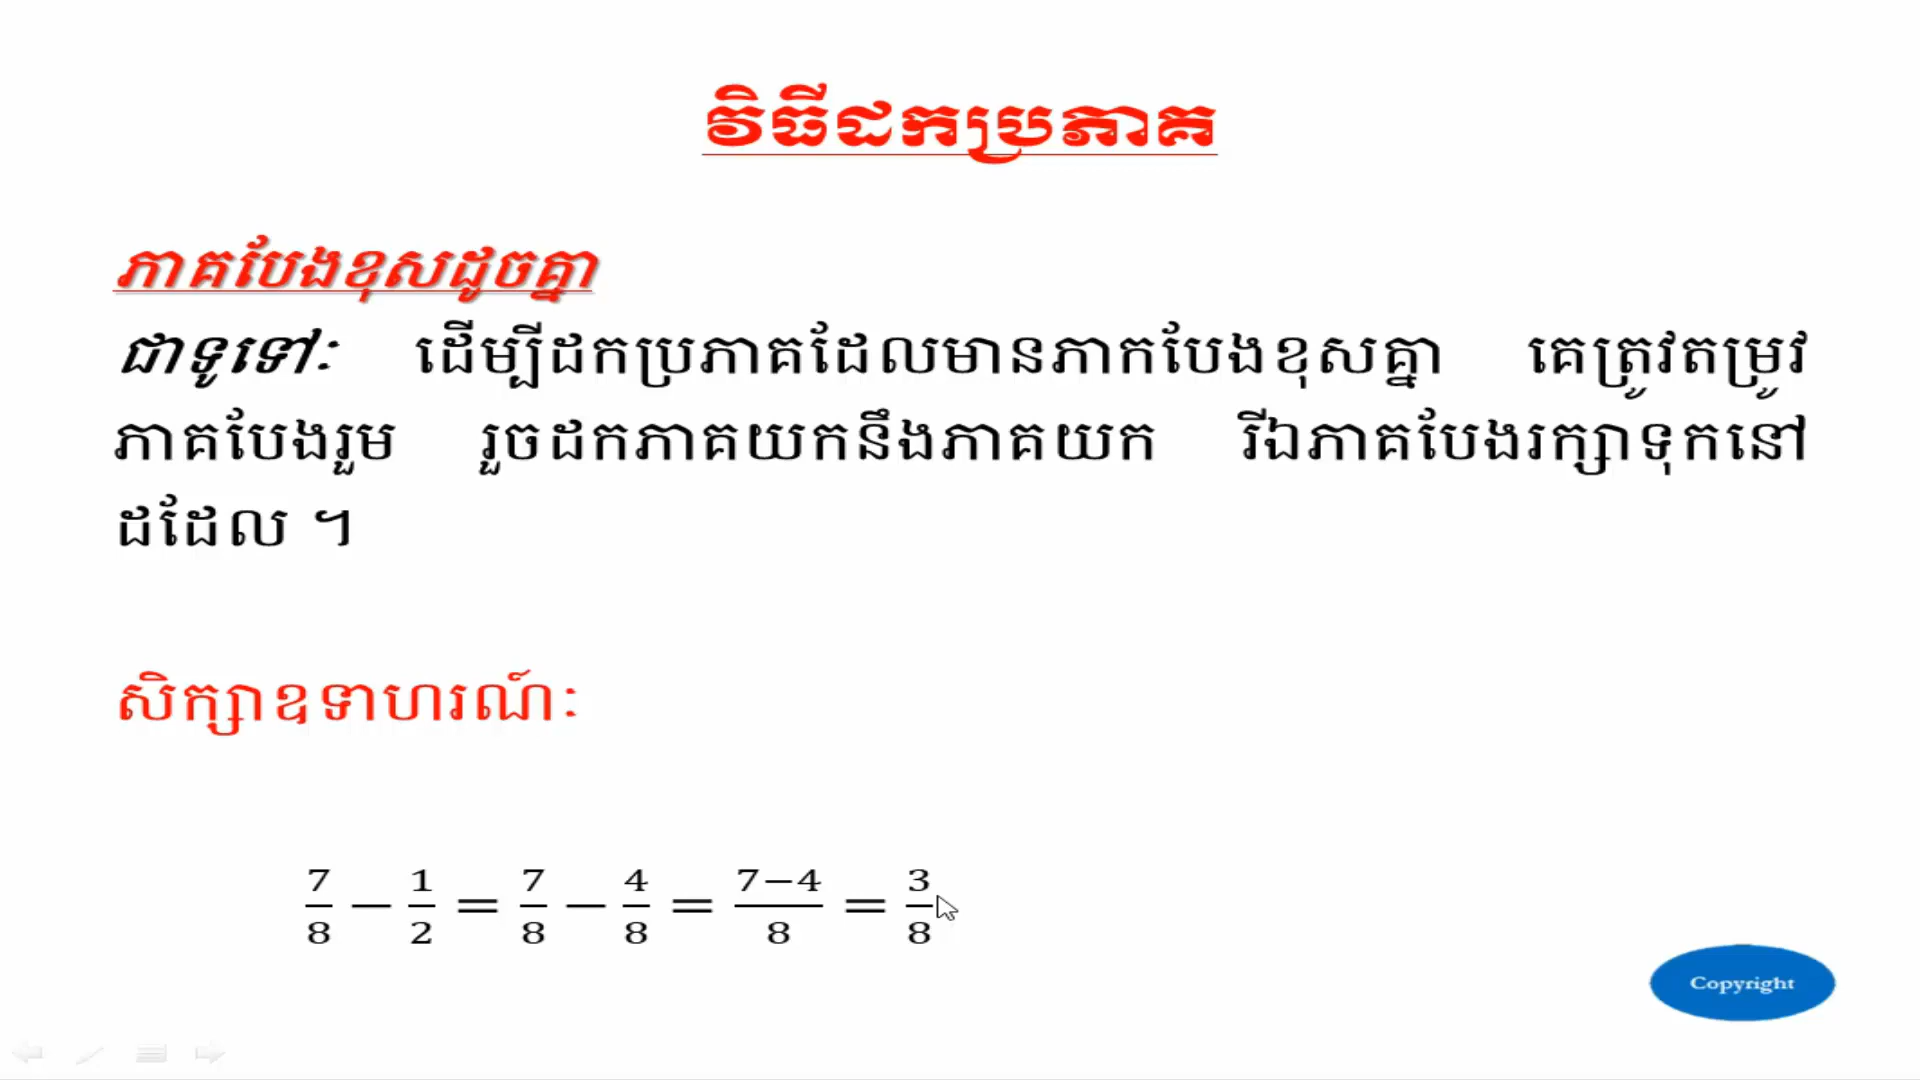 វិធីដកប្រភាគ
ភាគបែងខុសដូចគ្នា
ជាទូទៅ: ដើម្បីដកប្រភាគដែលមានភាកបែងខុសគ្នា គេត្រូវតម្រូវ
ភាគបែងរួម រួចដកភាគយកនឹងភាគយក រីឯភាគបែងរក្សាទុកនៅ
ដដែល ។
សិក្សាឧទាហរណ៍:
7/8 − 1/2 = 7/8 − 4/8 = 7−4/8 = 3/8
Copyright